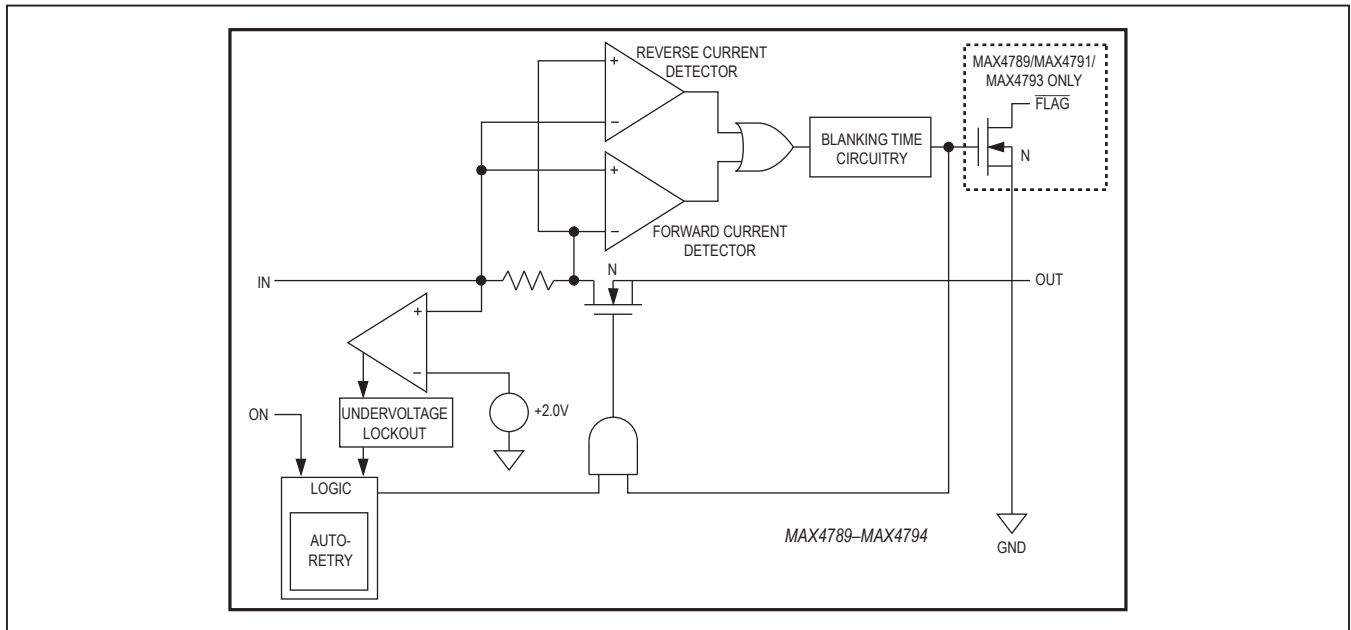 REVERSE CURRENT
DETECTOR
+
−
MAX4789/MAX4791/
MAX4793 ONLY
FLAG
BLANKING TIME
CIRCUITRY
N
+
−
FORWARD CURRENT
DETECTOR
IN
N
OUT
+
−
+2.0V
ON
UNDERVOLTAGE
LOCKOUT
LOGIC
AUTO-
RETRY
MAX4789–MAX4794
GND